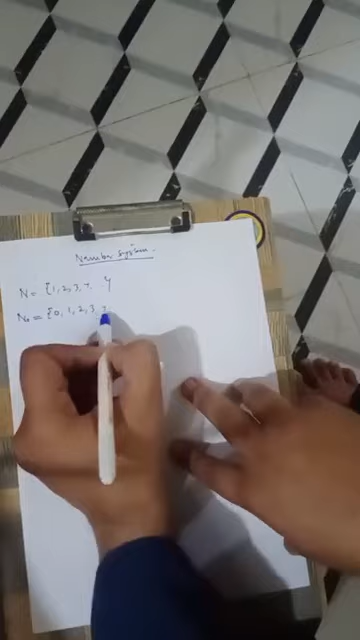 Number System.
N = {1, 2, 3, ... }
N₀ = {0, 1, 2, 3, ...